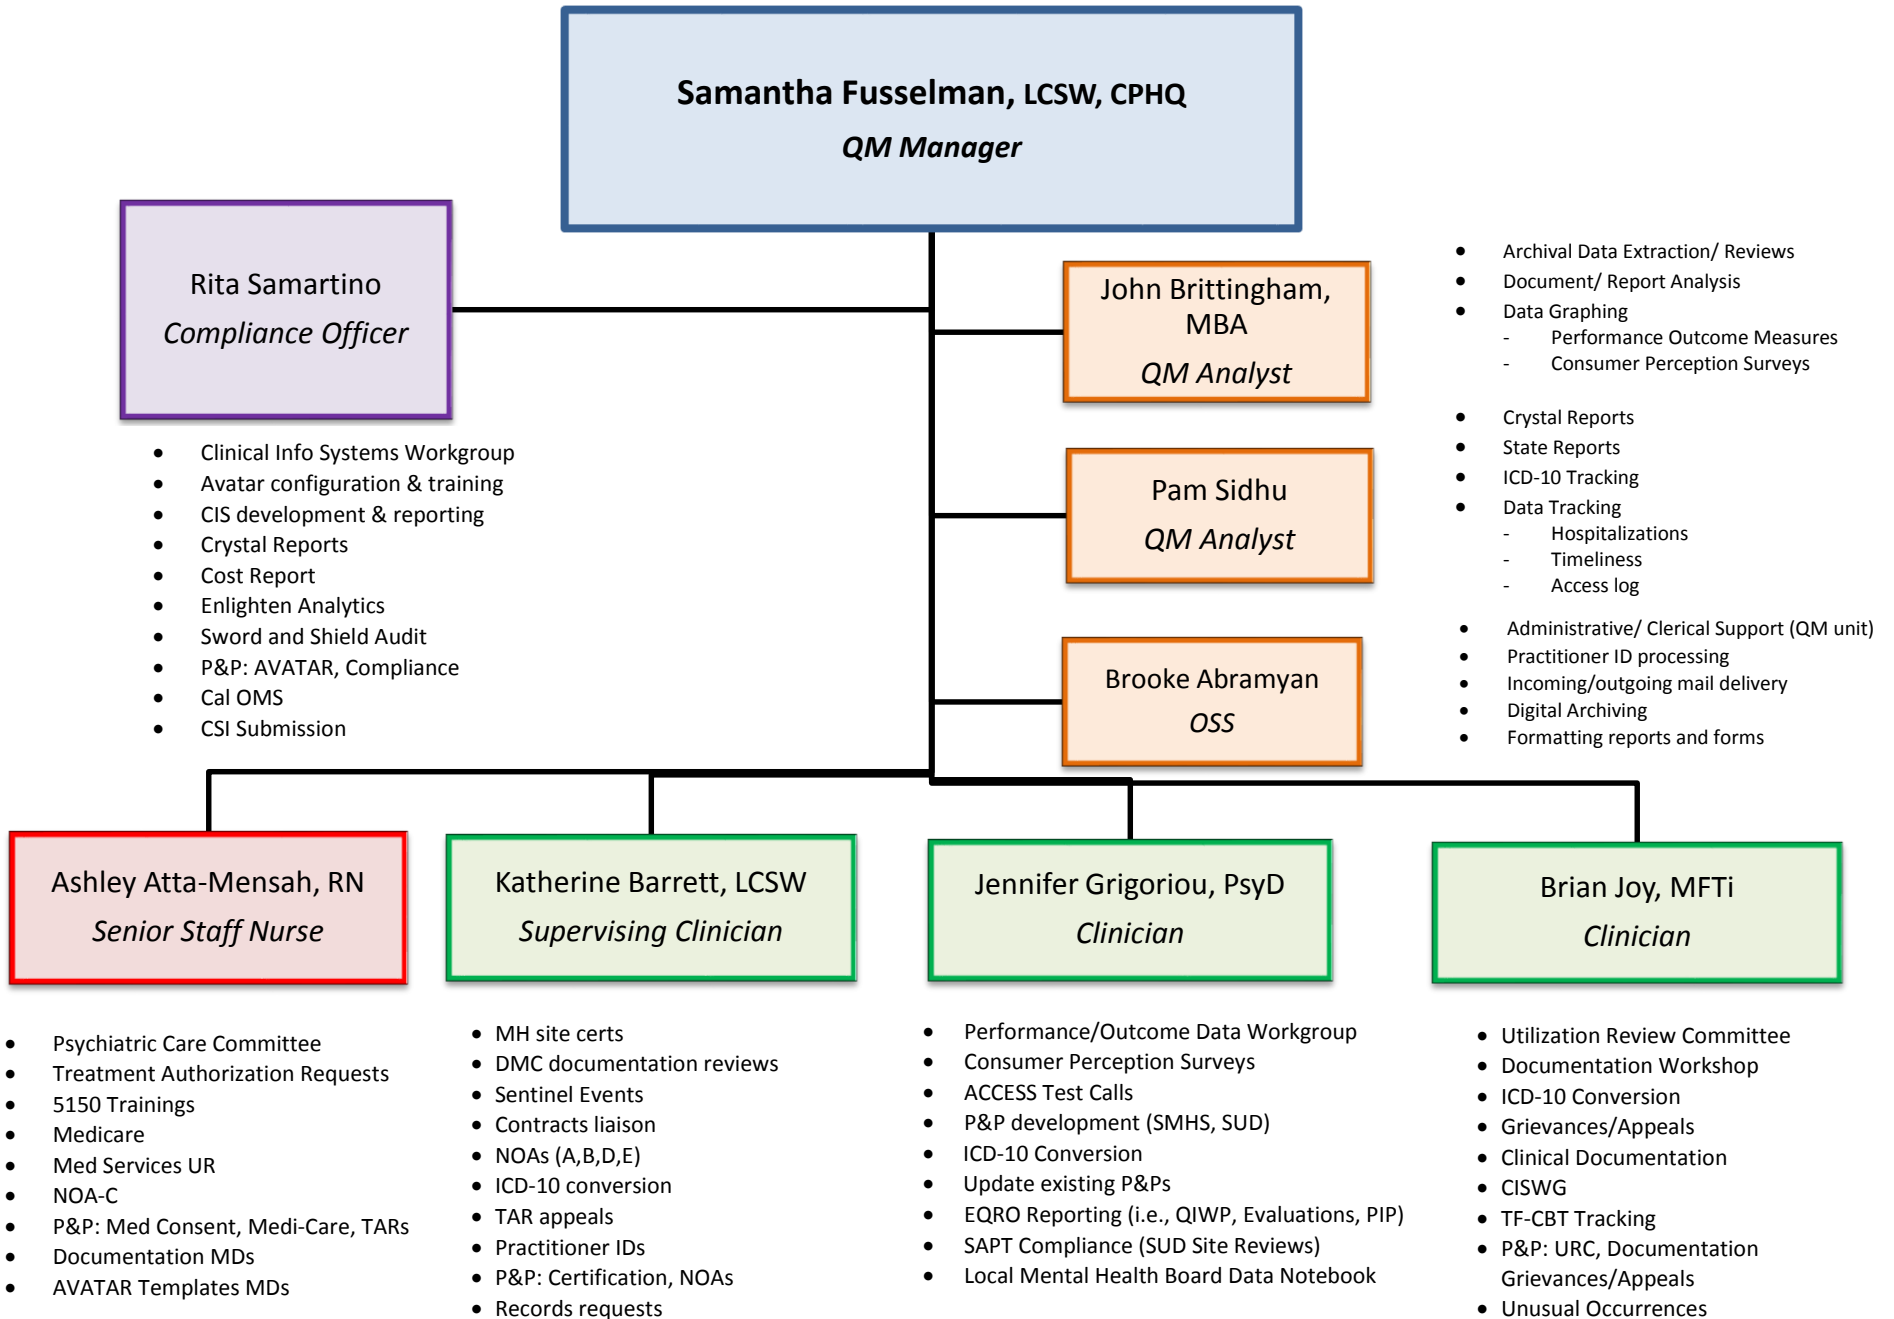 Samantha Fusselman, LCSW, CPHQ
QM Manager
Rita Samartino
Compliance Officer
• Clinical Info Systems Workgroup
• Avatar configuration & training
• CIS development & reporting
• Crystal Reports
• Cost Report
• Enlighten Analytics
• Sword and Shield Audit
• P&P: AVATAR, Compliance
• Cal OMS
• CSI Submission
John Brittingham,
MBA
QM Analyst
• Archival Data Extraction/ Reviews
• Document/ Report Analysis
• Data Graphing
- Performance Outcome Measures
- Consumer Perception Surveys
Pam Sidhu
QM Analyst
• Crystal Reports
• State Reports
• ICD-10 Tracking
• Data Tracking
- Hospitalizations
- Timeliness
- Access log
Brooke Abramyan
OSS
• Administrative/ Clerical Support (QM unit)
• Practitioner ID processing
• Incoming/outgoing mail delivery
• Digital Archiving
• Formatting reports and forms
Ashley Atta-Mensah, RN
Senior Staff Nurse
• Psychiatric Care Committee
• Treatment Authorization Requests
• 5150 Trainings
• Medicare
• Med Services UR
• NOA-C
• P&P: Med Consent, Medi-Care, TARs
• Documentation MDs
• AVATAR Templates MDs
Katherine Barrett, LCSW
Supervising Clinician
• MH site certs
• DMC documentation reviews
• Sentinel Events
• Contracts liaison
• NOAs (A,B,D,E)
• ICD-10 conversion
• TAR appeals
• Practitioner IDs
• P&P: Certification, NOAs
• Records requests
Jennifer Grigoriou, PsyD
Clinician
• Performance/Outcome Data Workgroup
• Consumer Perception Surveys
• ACCESS Test Calls
• P&P development (SMHS, SUD)
• ICD-10 Conversion
• Update existing P&Ps
• EQRO Reporting (i.e., QIWP, Evaluations, PIP)
• SAPT Compliance (SUD Site Reviews)
• Local Mental Health Board Data Notebook
Brian Joy, MFTi
Clinician
• Utilization Review Committee
• Documentation Workshop
• ICD-10 Conversion
• Grievances/Appeals
• Clinical Documentation
• CISWG
• TF-CBT Tracking
• P&P: URC, Documentation
Grievances/Appeals
• Unusual Occurrences